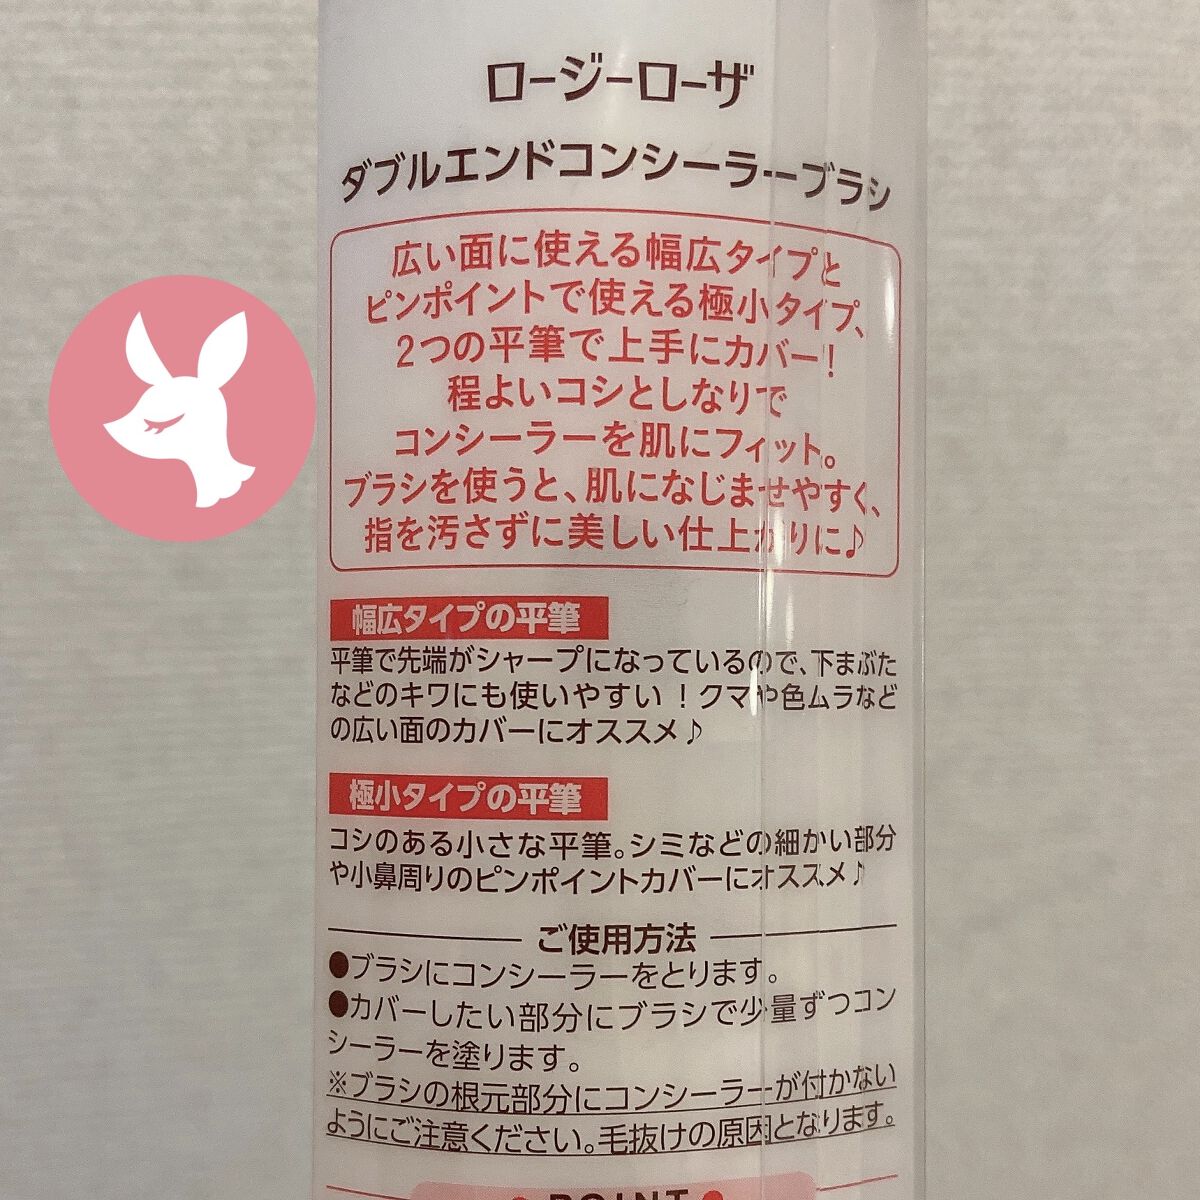 ロージーローザ
ダブルエンドコンシーラーブラシ
広い面に使える幅広タイプと
ピンポイントで使える極小タイプ、
2つの平筆で上手にカバー!
程よいコシとしなりで
コンシーラーを肌にフィット。
ブラシを使うと、肌になじませやすく、
指を汚さずに美しい仕上がりに♪
幅広タイプの平筆
平筆で先端がシャープになっているので、下まぶた
などのキワにも使いやすい!クマや色ムラなど
の広い面のカバーにオススメ♪
極小タイプの平筆
コシのある小さな平筆。シミなどの細かい部分
や小鼻周りのピンポイントカバーにオススメ♪
ご使用方法
●ブラシにコンシーラーをとります。
●カバーしたい部分にブラシで少量ずつコン
シーラーを塗ります。
※ブラシの根元部分にコンシーラーが付かない
ようにご注意ください。毛抜けの原因となります。
POINT